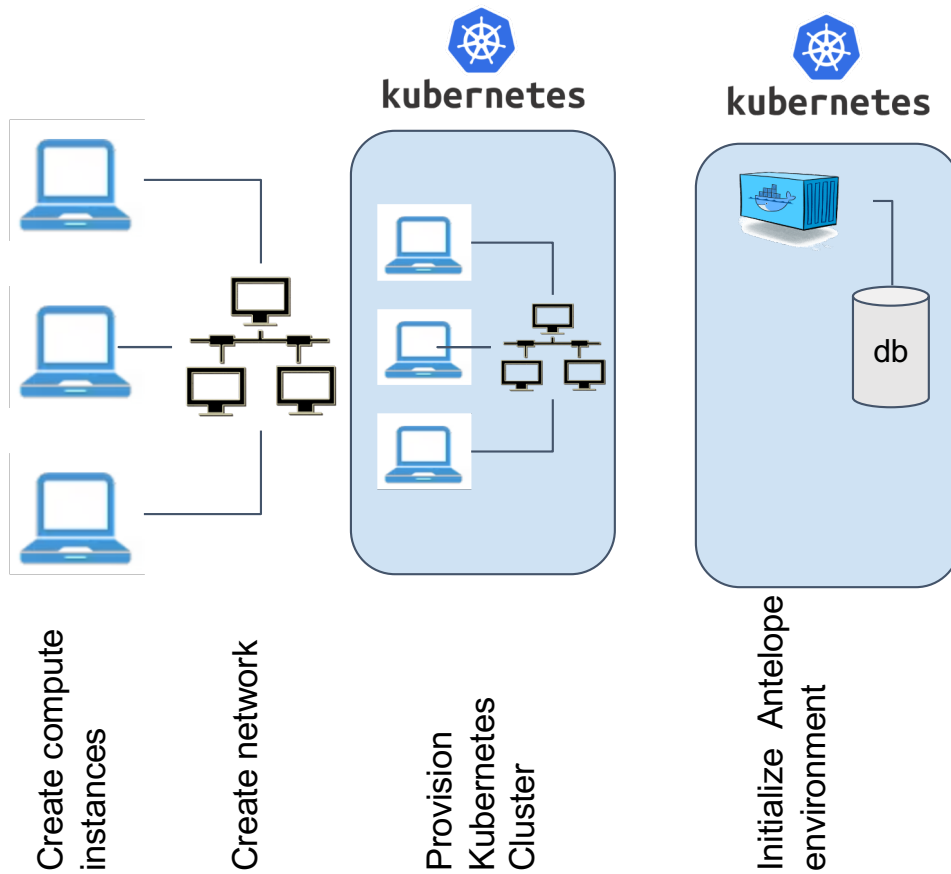 kubernetes
kubernetes
db
Create compute
instances
Create network
Provision
Kubernetes
Cluster
Initialize Antelope
environment